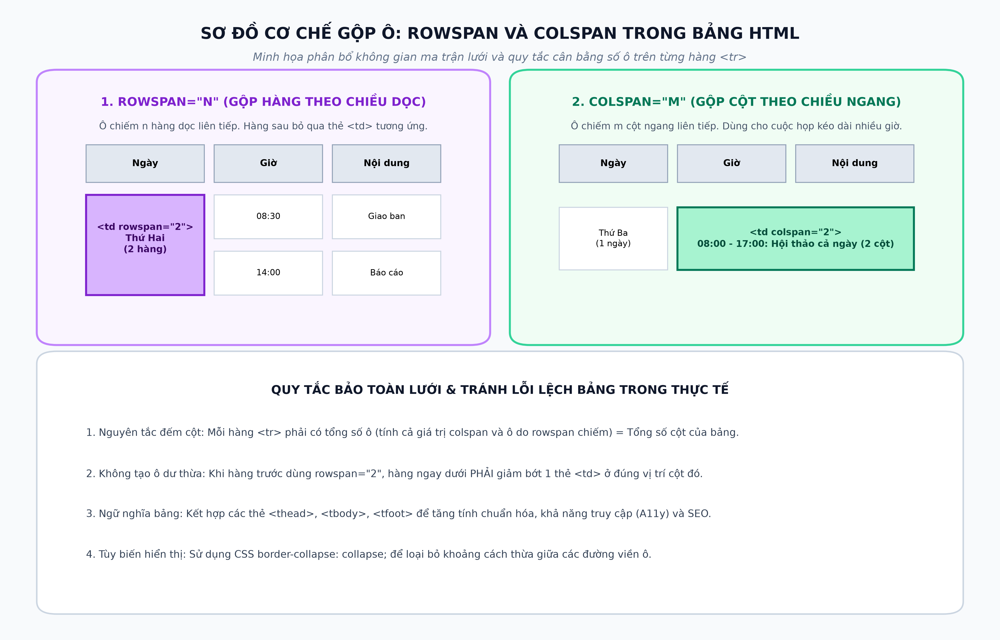 SƠ ĐỒ CƠ CHẾ GỘP Ô: ROWSPAN VÀ COLSPAN TRONG BẢNG HTML
Minh họa phân bổ không gian ma trận lưới và quy tắc cân bằng số ô trên từng hàng <tr>
1. ROWSPAN="N" (GỘP HÀNG THEO CHIỀU DỌC)
Ô chiếm n hàng dọc liên tiếp. Hàng sau bỏ qua thẻ <td> tương ứng.
Ngày
Giờ
Nội dung
<td rowspan="2">
Thứ Hai
(2 hàng)
08:30
Giao ban
14:00
Báo cáo
2. COLSPAN="M" (GỘP CỘT THEO CHIỀU NGANG)
Ô chiếm m cột ngang liên tiếp. Dùng cho cuộc họp kéo dài nhiều giờ.
Ngày
Giờ
Nội dung
Thứ Ba
(1 ngày)
<td colspan="2">
08:00 - 17:00: Hội thảo cả ngày (2 cột)
QUY TẮC BẢO TOÀN LƯỚI & TRÁNH LỖI LỆCH BẢNG TRONG THỰC TẾ
1. Nguyên tắc đếm cột: Mỗi hàng <tr> phải có tổng số ô (tính cả giá trị colspan và ô do rowspan chiếm) = Tổng số cột của bảng.
2. Không tạo ô dư thừa: Khi hàng trước dùng rowspan="2", hàng ngay dưới PHẢI giảm bớt 1 thẻ <td> ở đúng vị trí cột đó.
3. Ngữ nghĩa bảng: Kết hợp các thẻ <thead>, <tbody>, <tfoot> để tăng tính chuẩn hóa, khả năng truy cập (A11y) và SEO.
4. Tùy biến hiển thị: Sử dụng CSS border-collapse: collapse; để loại bỏ khoảng cách thừa giữa các đường viền ô.